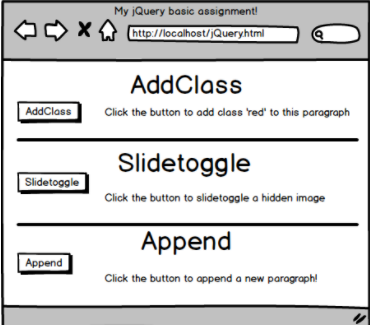 My jQuery basic assignment!
http://localhost/jQuery.html
AddClass
AddClass
Click the button to add class 'red' to this paragraph
Slidetoggle
Slidetoggle
Click the button to slidetoggle a hidden image
Append
Append
Click the button to append a new paragraph!